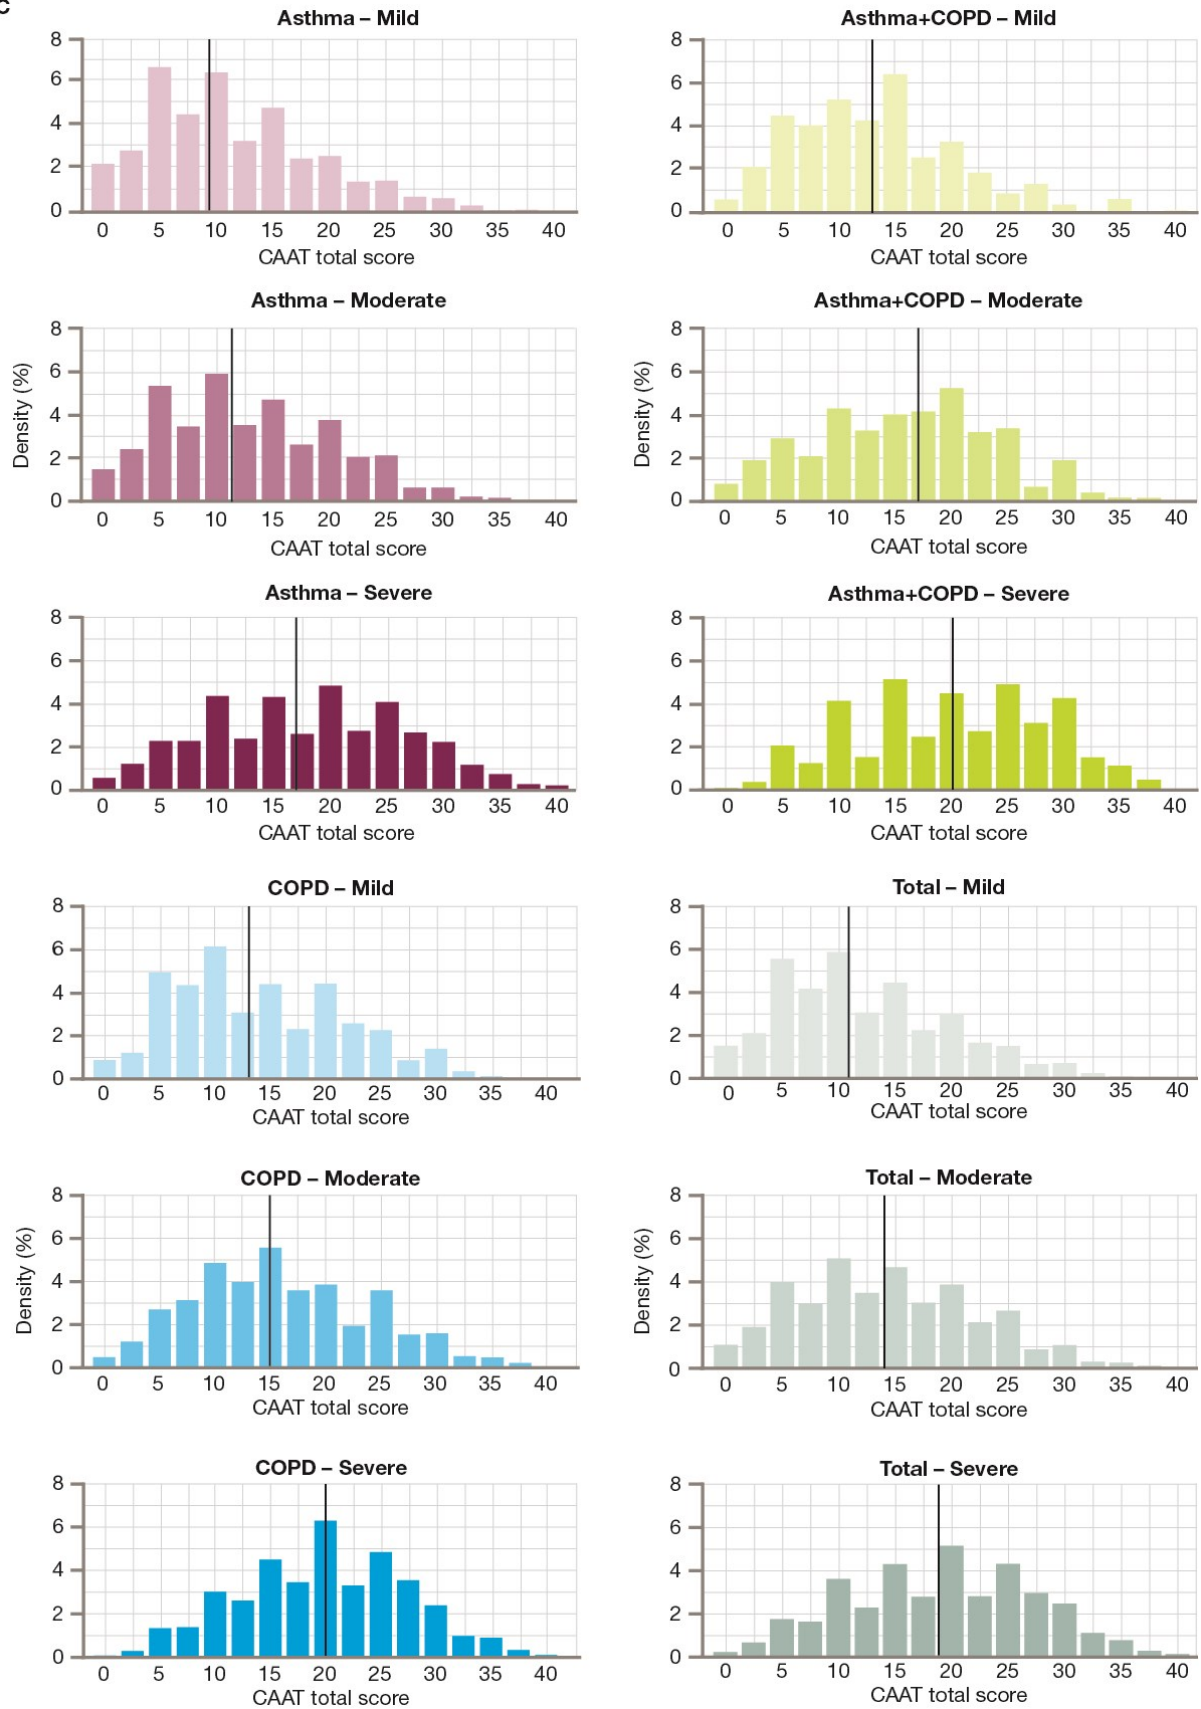 c
Asthma – Mild
8
6
4
2
0
0 5 10 15 20 25 30 35 40
CAAT total score
Asthma+COPD – Mild
8
6
4
2
0
0 5 10 15 20 25 30 35 40
CAAT total score
Asthma – Moderate
Density (%)
8
6
4
2
0
0 5 10 15 20 25 30 35 40
CAAT total score
Asthma+COPD – Moderate
Density (%)
8
6
4
2
0
0 5 10 15 20 25 30 35 40
CAAT total score
Asthma – Severe
8
6
4
2
0
0 5 10 15 20 25 30 35 40
CAAT total score
Asthma+COPD – Severe
8
6
4
2
0
0 5 10 15 20 25 30 35 40
CAAT total score
COPD – Mild
8
6
4
2
0
0 5 10 15 20 25 30 35 40
CAAT total score
Total – Mild
8
6
4
2
0
0 5 10 15 20 25 30 35 40
CAAT total score
COPD – Moderate
Density (%)
8
6
4
2
0
0 5 10 15 20 25 30 35 40
CAAT total score
Total – Moderate
Density (%)
8
6
4
2
0
0 5 10 15 20 25 30 35 40
CAAT total score
COPD – Severe
8
6
4
2
0
0 5 10 15 20 25 30 35 40
CAAT total score
Total – Severe
8
6
4
2
0
0 5 10 15 20 25 30 35 40
CAAT total score